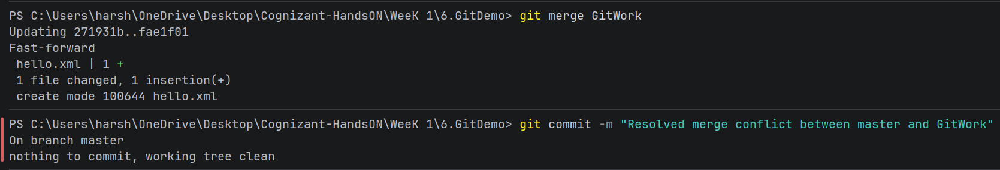 PS C:\Users\harsh\OneDrive\Desktop\Cognizant-HandsON\WeeK 1\6.GitDemo> git merge GitWork
Updating 271931b..fae1f01
Fast-forward
 hello.xml | 1 +
 1 file changed, 1 insertion(+)
 create mode 100644 hello.xml
PS C:\Users\harsh\OneDrive\Desktop\Cognizant-HandsON\WeeK 1\6.GitDemo> git commit -m "Resolved merge conflict between master and GitWork"
On branch master
nothing to commit, working tree clean